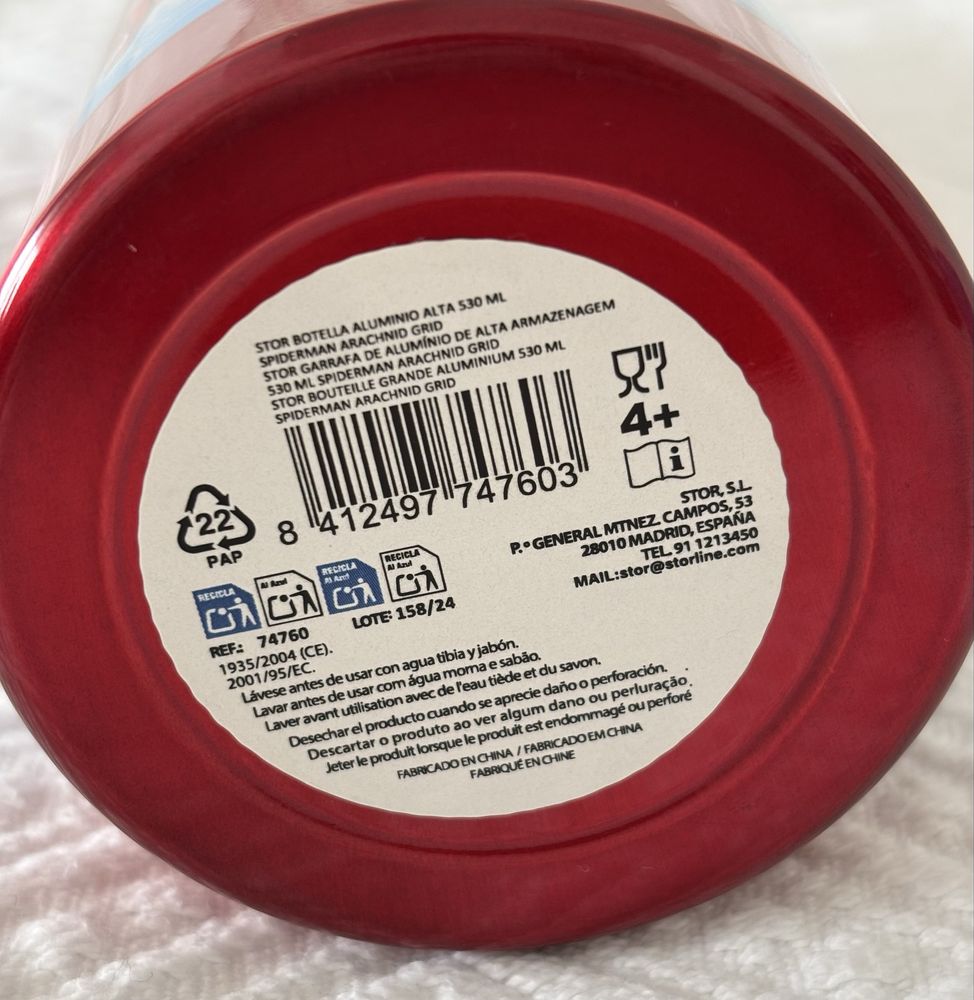 STOR BOTELLA ALUMINIO ALTA 530 ML
SPIDERMAN ARACHNID GRID
STOR GARRAFA DE ALUMÍNIO DE ALTA ARMAZENAGEM
530 ML SPIDERMAN ARACHNID GRID
STOR BOUTEILLE GRANDE ALUMINIUM 530 ML
SPIDERMAN ARACHNID GRID
8 412497 747603
4+
i
22
PAP
STOR, S.L.
P.º GENERAL MTNEZ. CAMPOS, 53
28010 MADRID, ESPAÑA
TEL. 91 1213450
MAIL:stor@storline.com
RECICLA
Al Azul
RECICLA
Al Azul
RECICLA
Al Azul
REF.: 74760
LOTE: 158/24
1935/2004 (CE).
2001/95/EC.
Lávese antes de usar con agua tibia y jabón.
Lavar antes de usar com água morna e sabão.
Laver avant utilisation avec de l'eau tiède et du savon.
Desechar el producto cuando se aprecie daño o perforación.
Descartar o produto ao ver algum dano ou perluração.
Jeter le produit lorsque le produit est endommagé ou perforé
FABRICADO EN CHINA / FABRICADO EM CHINA
FABRIQUÉ EN CHINE